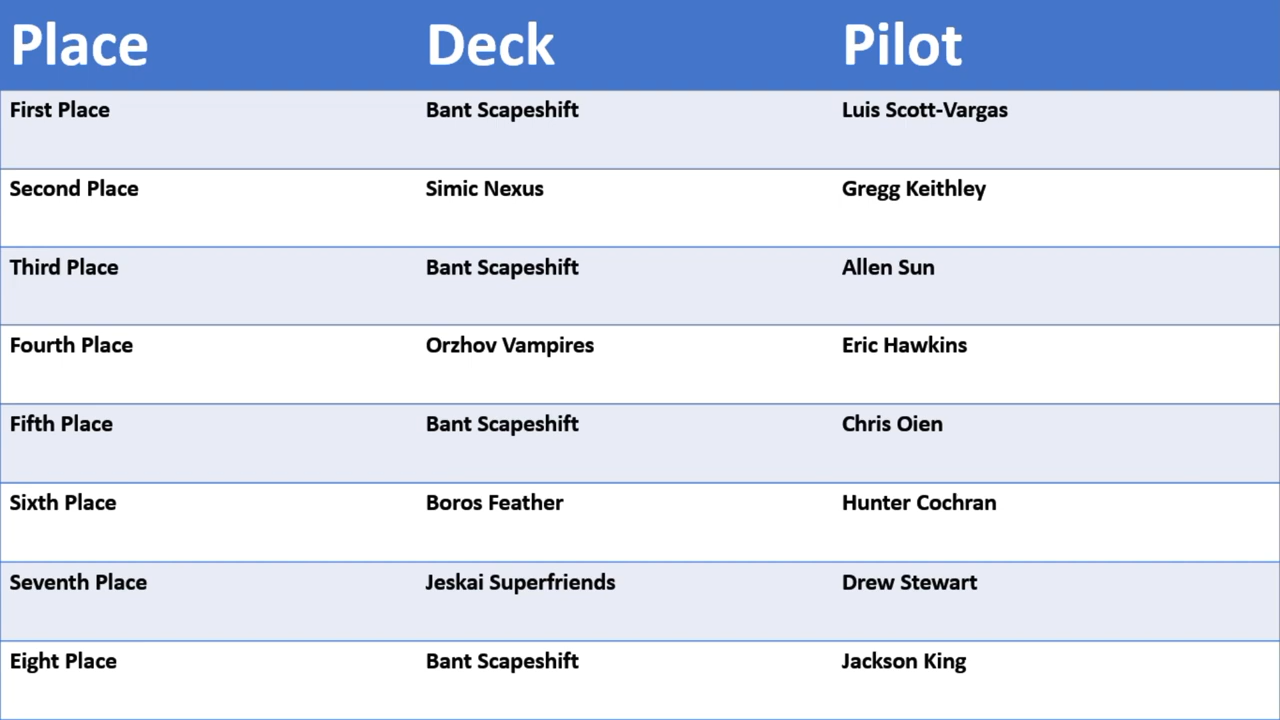 Place Deck Pilot
First Place Bant Scapeshift Luis Scott-Vargas
Second Place Simic Nexus Gregg Keithley
Third Place Bant Scapeshift Allen Sun
Fourth Place Orzhov Vampires Eric Hawkins
Fifth Place Bant Scapeshift Chris Oien
Sixth Place Boros Feather Hunter Cochran
Seventh Place Jeskai Superfriends Drew Stewart
Eight Place Bant Scapeshift Jackson King